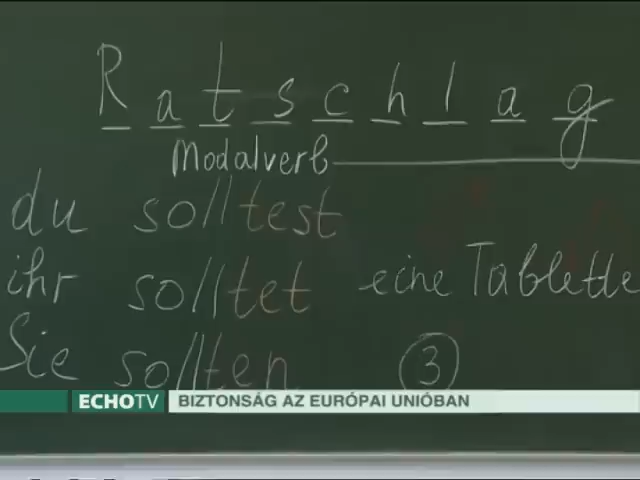 Ratschlag
Modalverb
du solltest
ihr solltet eine Tablette
Sie sollten ③
ECHOTV BIZTONSÁG AZ EURÓPAI UNIÓBAN